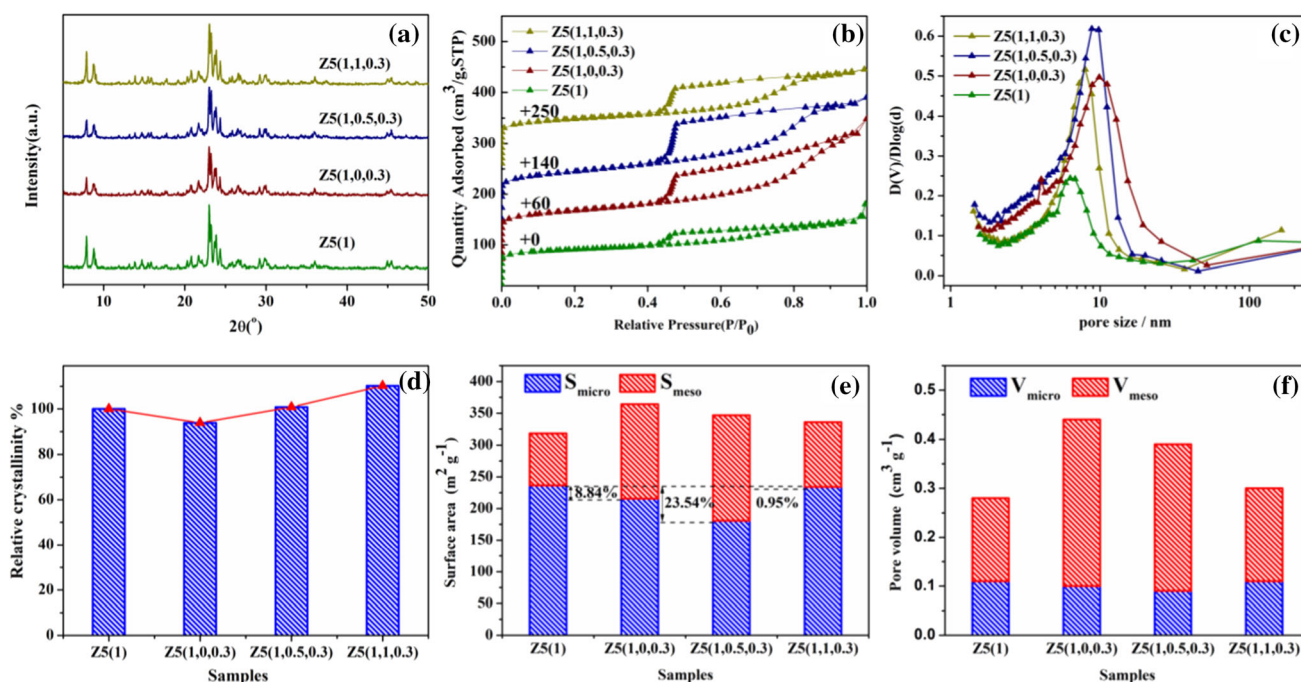 (a)
Z5(1,1,0.3)
Z5(1,0.5,0.3)
Z5(1,0,0.3)
Z5(1)
Intensity(a.u.)
10 20 30 40 50
2θ(°)
(b)
Z5(1,1,0.3)
Z5(1,0.5,0.3)
Z5(1,0,0.3)
Z5(1)
+250
+140
+60
+0
Quantity Adsorbed (cm³/g,STP)
500
400
300
200
100
0.0 0.2 0.4 0.6 0.8 1.0
Relative Pressure(P/P₀)
(c)
Z5(1,1,0.3)
Z5(1,0.5,0.3)
Z5(1,0,0.3)
Z5(1)
D(V)/Dlog(d)
0.6
0.5
0.4
0.3
0.2
0.1
0.0
1 10 100
pore size / nm
(d)
Relative crystallinity %
100
80
60
40
20
0
Z5(1) Z5(1,0,0.3) Z5(1,0.5,0.3) Z5(1,1,0.3)
Samples
(e)
S micro S meso
Surface area (m² g⁻¹)
400
350
300
250
200
150
100
50
0
8.84%
23.54%
0.95%
Z5(1) Z5(1,0,0.3) Z5(1,0.5,0.3) Z5(1,1,0.3)
Samples
(f)
V micro V meso
Pore volume (cm³ g⁻¹)
0.5
0.4
0.3
0.2
0.1
0.0
Z5(1) Z5(1,0,0.3) Z5(1,0.5,0.3) Z5(1,1,0.3)
Samples